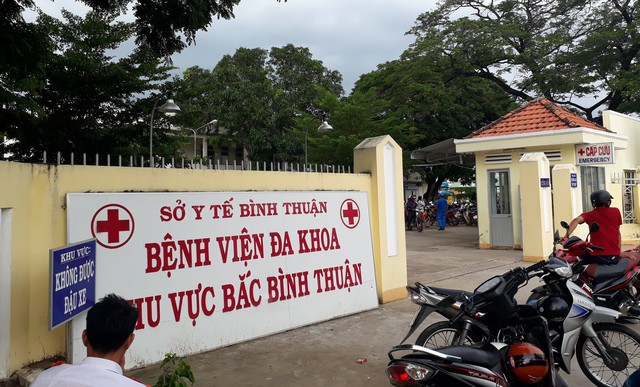 SỞ Y TẾ BÌNH THUẬN
BỆNH VIỆN ĐA KHOA
KHU VỰC BẮC BÌNH THUẬN
KHU VỰC:
KHÔNG ĐƯỢC
ĐẬU XE
CẤP CỨU
EMERGENCY